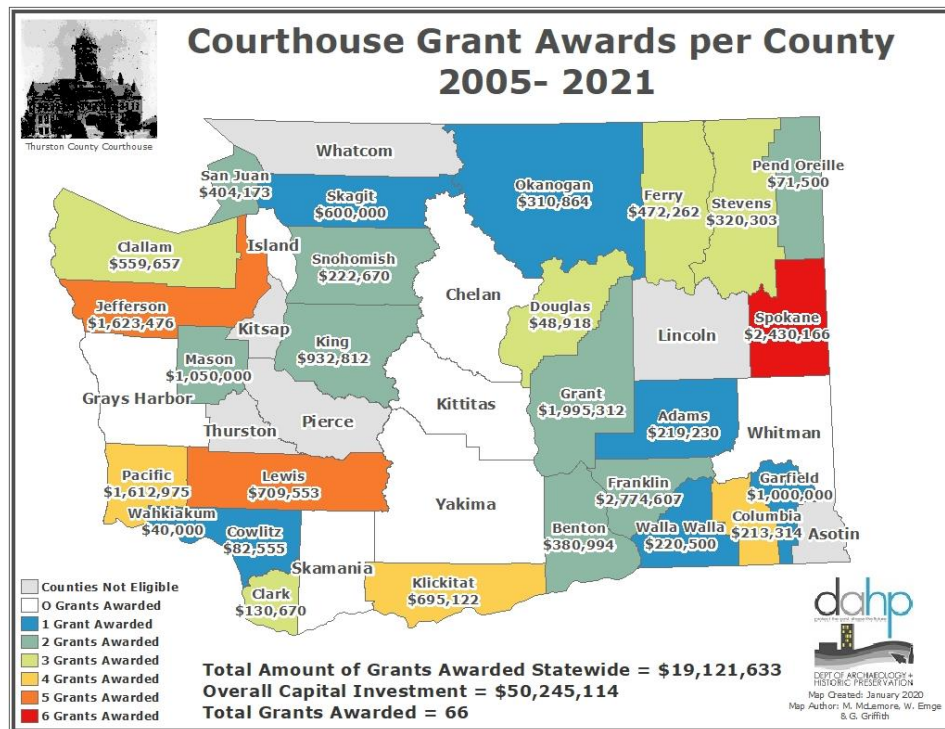 Courthouse Grant Awards per County
2005- 2021
Thurston County Courthouse
Whatcom
San Juan
$404,173
Skagit
$600,000
Okanogan
$310,864
Ferry
$472,262
Stevens
$320,303
Pend Oreille
$71,500
Clallam
$559,657
Island
Snohomish
$222,670
Chelan
Douglas
$48,918
Lincoln
Spokane
$2,430,166
Jefferson
$1,623,476
Kitsap
King
$932,812
Mason
$1,050,000
Grays Harbor
Kittitas
Grant
$1,995,312
Adams
$219,230
Whitman
Thurston
Pierce
Pacific
$1,612,975
Lewis
$709,553
Yakima
Franklin
$2,774,607
Garfield
$1,000,000
Wahkiakum
$40,000
Cowlitz
$82,555
Benton
$380,994
Walla Walla
$220,500
Columbia
$213,314
Asotin
Skamania
Clark
$130,670
Klickitat
$695,122
Counties Not Eligible
0 Grants Awarded
1 Grant Awarded
2 Grants Awarded
3 Grants Awarded
4 Grants Awarded
5 Grants Awarded
6 Grants Awarded
Total Amount of Grants Awarded Statewide = $19,121,633
Overall Capital Investment = $50,245,114
Total Grants Awarded = 66
dahp
DEPT OF ARCHAEOLOGY +
HISTORIC PRESERVATION
Map Created: January 2020
Map Author: M. McLemore, W. Emge
& G. Griffith